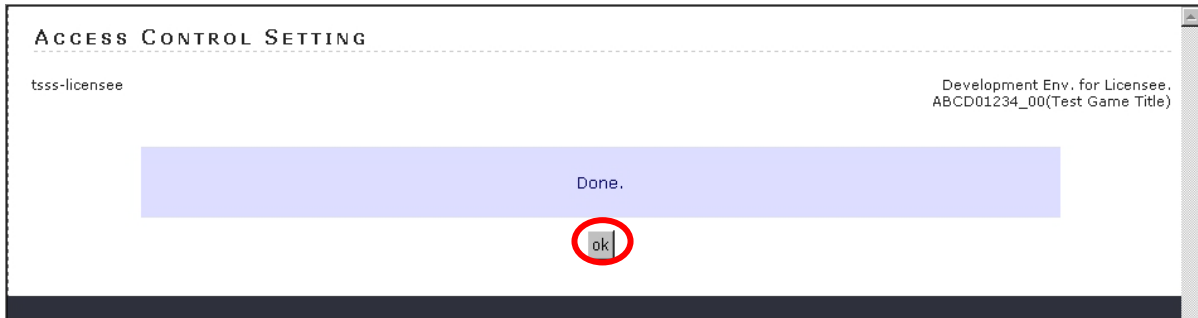 Access Control Setting
tsss-licensee
Development Env. for Licensee.
ABCD01234_00(Test Game Title)
Done.
ok